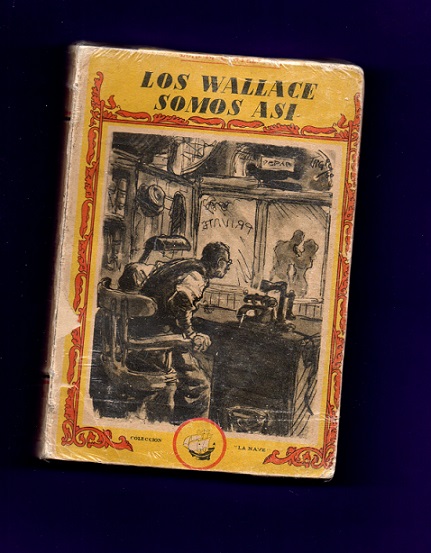 LOS WALLACE
SOMOS ASI
PRIVATE
COLECCION
"LA NAVE"